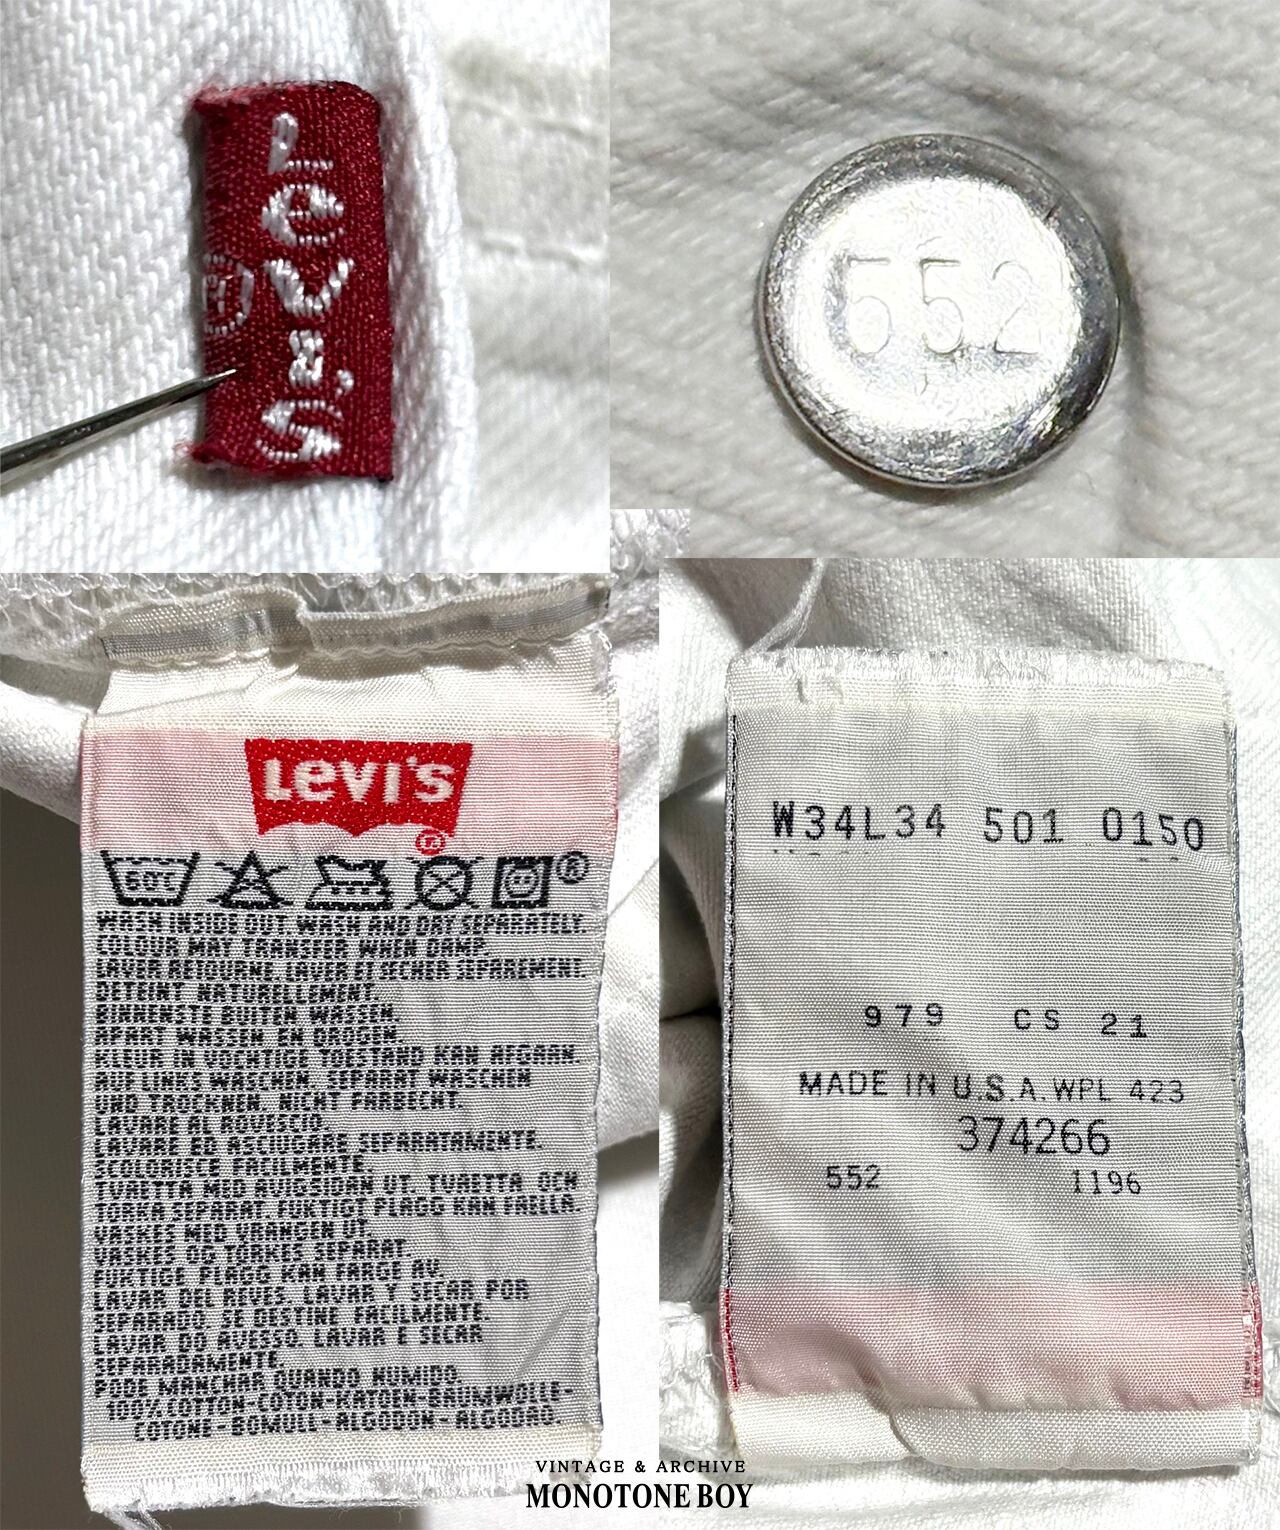 Levi's
®
552
Levi's
®
60C ®
WASH INSIDE OUT WASH AND DRY SEPARATELY.
COLOUR MAY TRANSFER WHEN DAMP.
LAVER RETOURNE, LAVER ET SECHER SEPAREMENT.
DETEINT NATURELLEMENT.
BINNENSTE BUITEN WASSEN.
APART WASSEN EN DROGEN.
KLEUR IN VOCHTIGE TOESTAND KAN AFGAAN.
AUF LINKS WASCHEN, SEPARAT WASCHEN
UND TROCKNEN. NICHT FARBECHT.
LAVARE AL ROVESCIO.
LAVARE ED ASCIUGARE SEPARATAMENTE.
SCOLORISCE FACILMENTE.
TVAETTA MED AVIGSIDAN UT. TVAETTA OCH
TORKA SEPARAT. FUKTIGT PLAGG KAN FAELLA.
VASKES MED VRANGEN UT.
VASKES OG TORKES SEPARAT.
FUKTIGE PLAGG KAN FARGE AV.
LAVAR DEL REVES, LAVAR Y SECAR POR
SEPARADO. SE DESTINE FACILMENTE.
LAVAR DO AVESSO. LAVAR E SECAR
SEPARADAMENTE.
PODE MANCHAR QUANDO HUMIDO.
100% COTTON-COTON-KATOEN-BAUMWOLLE-
COTONE-BOMULL-ALGODON-ALGODAO.
W34L34 501 0150
979 CS 21
MADE IN U.S.A. WPL 423
374266
552 1196
VINTAGE & ARCHIVE
MONOTONE BOY